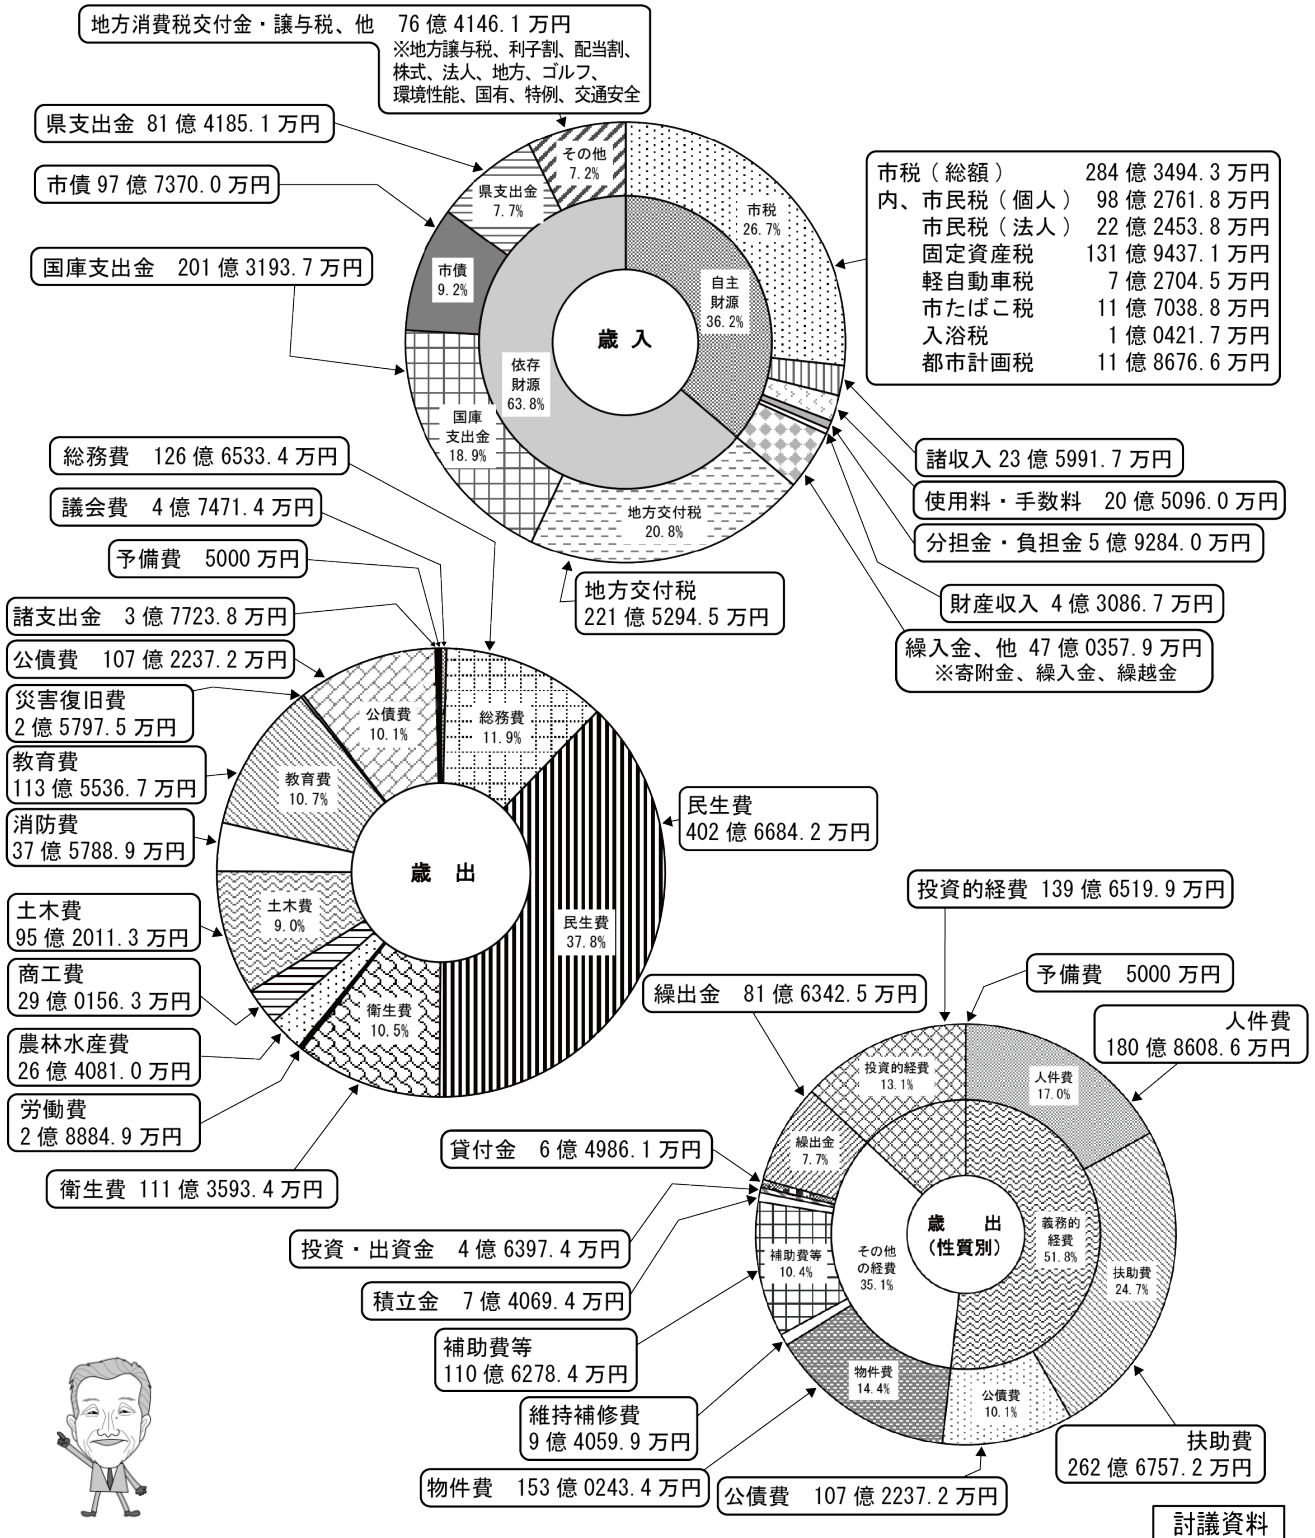 地方消費税交付金・譲与税、他　76 億 4146.1 万円
※地方譲与税、利子割、配当割、
株式、法人、地方、ゴルフ、
環境性能、国有、特例、交通安全
県支出金 81 億 4185.1 万円
市債 97 億 7370.0 万円
国庫支出金　201 億 3193.7 万円
その他
7.2%
県支出金
7.7%
市債
9.2%
国庫
支出金
18.9%
地方交付税
20.8%
市税
26.7%
自主
財源
36.2%
依存
財源
63.8%
歳 入
市税（総額）　284 億 3494.3 万円
内、市民税（個人）　98 億 2761.8 万円
市民税（法人）　22 億 2453.8 万円
固定資産税　131 億 9437.1 万円
軽自動車税　7 億 2704.5 万円
市たばこ税　11 億 7038.8 万円
入浴税　1 億 0421.7 万円
都市計画税　11 億 8676.6 万円
諸収入 23 億 5991.7 万円
使用料・手数料　20 億 5096.0 万円
分担金・負担金 5 億 9284.0 万円
財産収入 4 億 3086.7 万円
繰入金、他 47 億 0357.9 万円
※寄附金、繰入金、繰越金
地方交付税
221 億 5294.5 万円
総務費　126 億 6533.4 万円
議会費　4 億 7471.4 万円
予備費　5000 万円
諸支出金　3 億 7723.8 万円
公債費　107 億 2237.2 万円
災害復旧費
2 億 5797.5 万円
教育費
113 億 5536.7 万円
消防費
37 億 5788.9 万円
土木費
95 億 2011.3 万円
商工費
29 億 0156.3 万円
農林水産費
26 億 4081.0 万円
労働費
2 億 8884.9 万円
衛生費　111 億 3593.4 万円
民生費
402 億 6684.2 万円
公債費
10.1%
総務費
11.9%
教育費
10.7%
土木費
9.0%
衛生費
10.5%
民生費
37.8%
歳　出
投資的経費　139 億 6519.9 万円
予備費　5000 万円
人件費
180 億 8608.6 万円
繰出金　81 億 6342.5 万円
貸付金　6 億 4986.1 万円
投資・出資金　4 億 6397.4 万円
積立金　7 億 4069.4 万円
補助費等
110 億 6278.4 万円
維持補修費
9 億 4059.9 万円
物件費　153 億 0243.4 万円
公債費　107 億 2237.2 万円
扶助費
262 億 6757.2 万円
投資的経費
13.1%
人件費
17.0%
繰出金
7.7%
補助費等
10.4%
物件費
14.4%
公債費
10.1%
扶助費
24.7%
その他
の経費
35.1%
義務的
経費
51.8%
歳　　出
（性質別）
討議資料